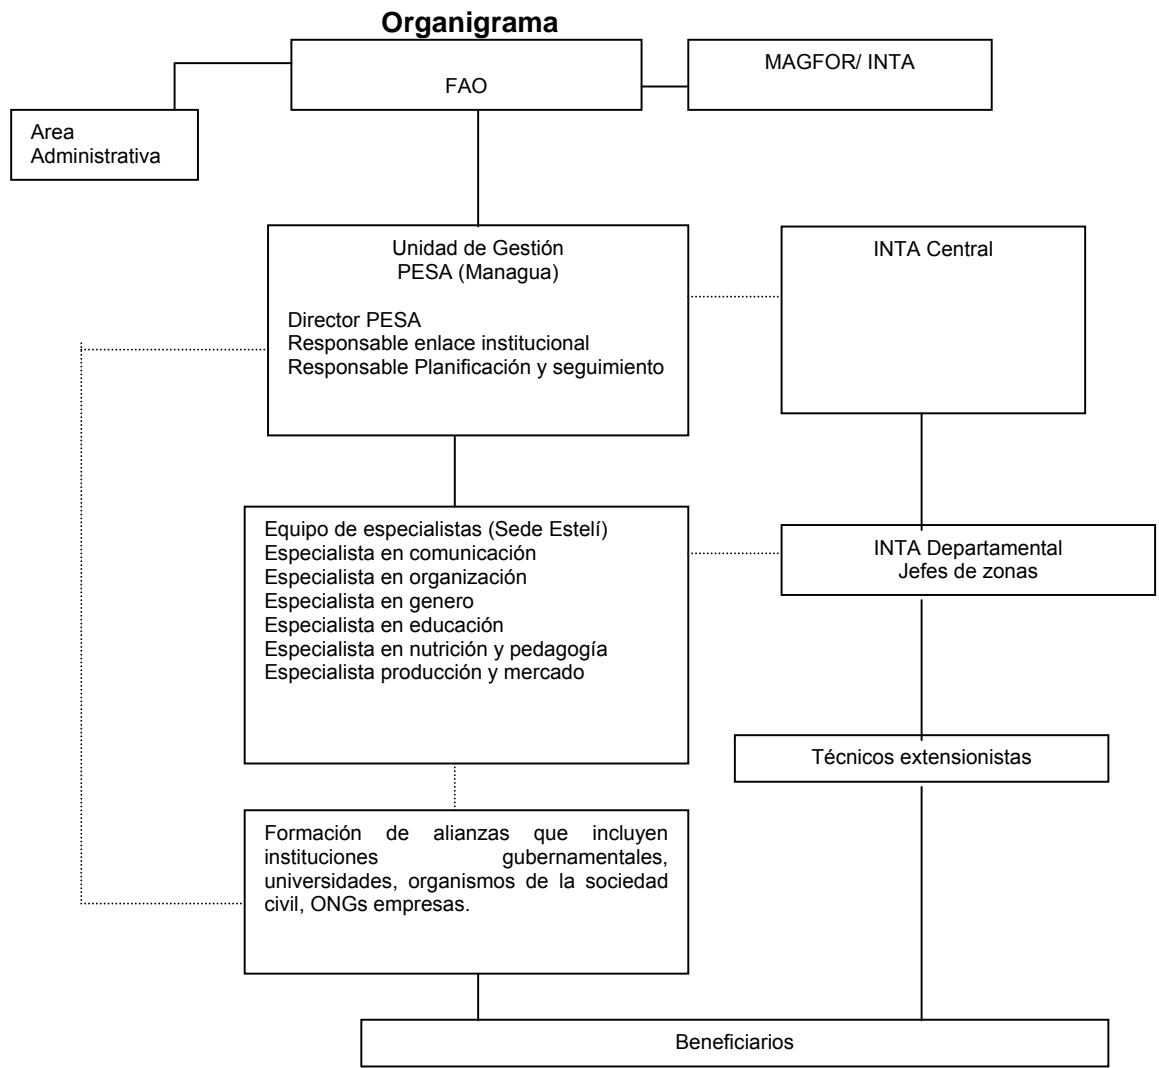 Organigrama
FAO
MAGFOR/ INTA
Area
Administrativa
Unidad de Gestión
PESA (Managua)
Director PESA
Responsable enlace institucional
Responsable Planificación y seguimiento
INTA Central
Equipo de especialistas (Sede Estelí)
Especialista en comunicación
Especialista en organización
Especialista en genero
Especialista en educación
Especialista en nutrición y pedagogía
Especialista producción y mercado
INTA Departamental
Jefes de zonas
Técnicos extensionistas
Formación de alianzas que incluyen
instituciones gubernamentales,
universidades, organismos de la sociedad
civil, ONGs empresas.
Beneficiarios